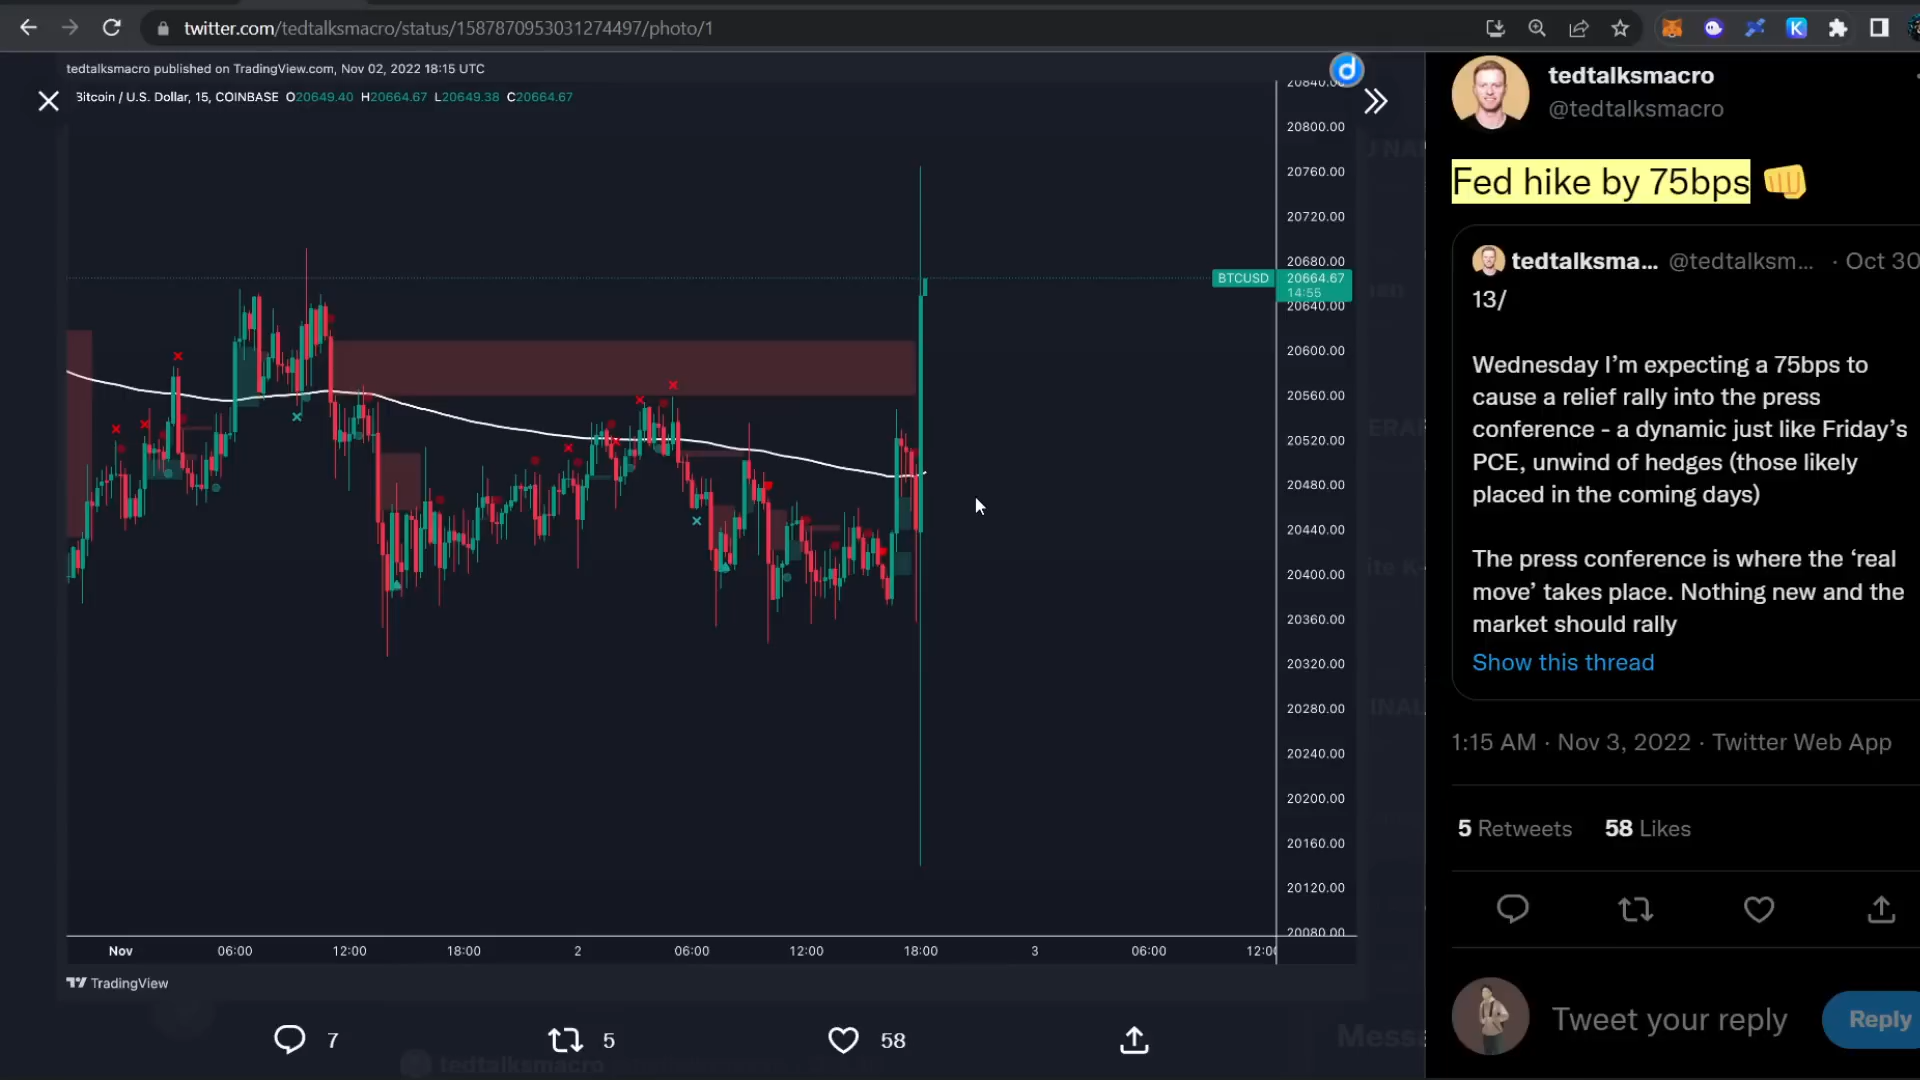 twitter.com/tedtalksmacro/status/1587870953031274497/photo/1
tedtalksmacro published on TradingView.com, Nov 02, 2022 18:15 UTC
Bitcoin / U.S. Dollar, 15, COINBASE O20649.40 H20664.67 L20649.38 C20664.67
20840.00
20800.00
20760.00
20720.00
20680.00
BTCUSD 20664.67
14:55
20640.00
20600.00
20560.00
20520.00
20480.00
20440.00
20400.00
20360.00
20320.00
20280.00
20240.00
20200.00
20160.00
20120.00
20080.00
Nov 06:00 12:00 18:00 2 06:00 12:00 18:00 3 06:00 12:00
TradingView
7 5 58
tedtalksmacro
tedtalksmacro
@tedtalksmacro
Fed hike by 75bps
tedtalksma... @tedtalksm... · Oct 30
13/
Wednesday I'm expecting a 75bps to
cause a relief rally into the press
conference - a dynamic just like Friday's
PCE, unwind of hedges (those likely
placed in the coming days)
The press conference is where the 'real
move' takes place. Nothing new and the
market should rally
Show this thread
1:15 AM · Nov 3, 2022 · Twitter Web App
5 Retweets 58 Likes
Tweet your reply
Reply